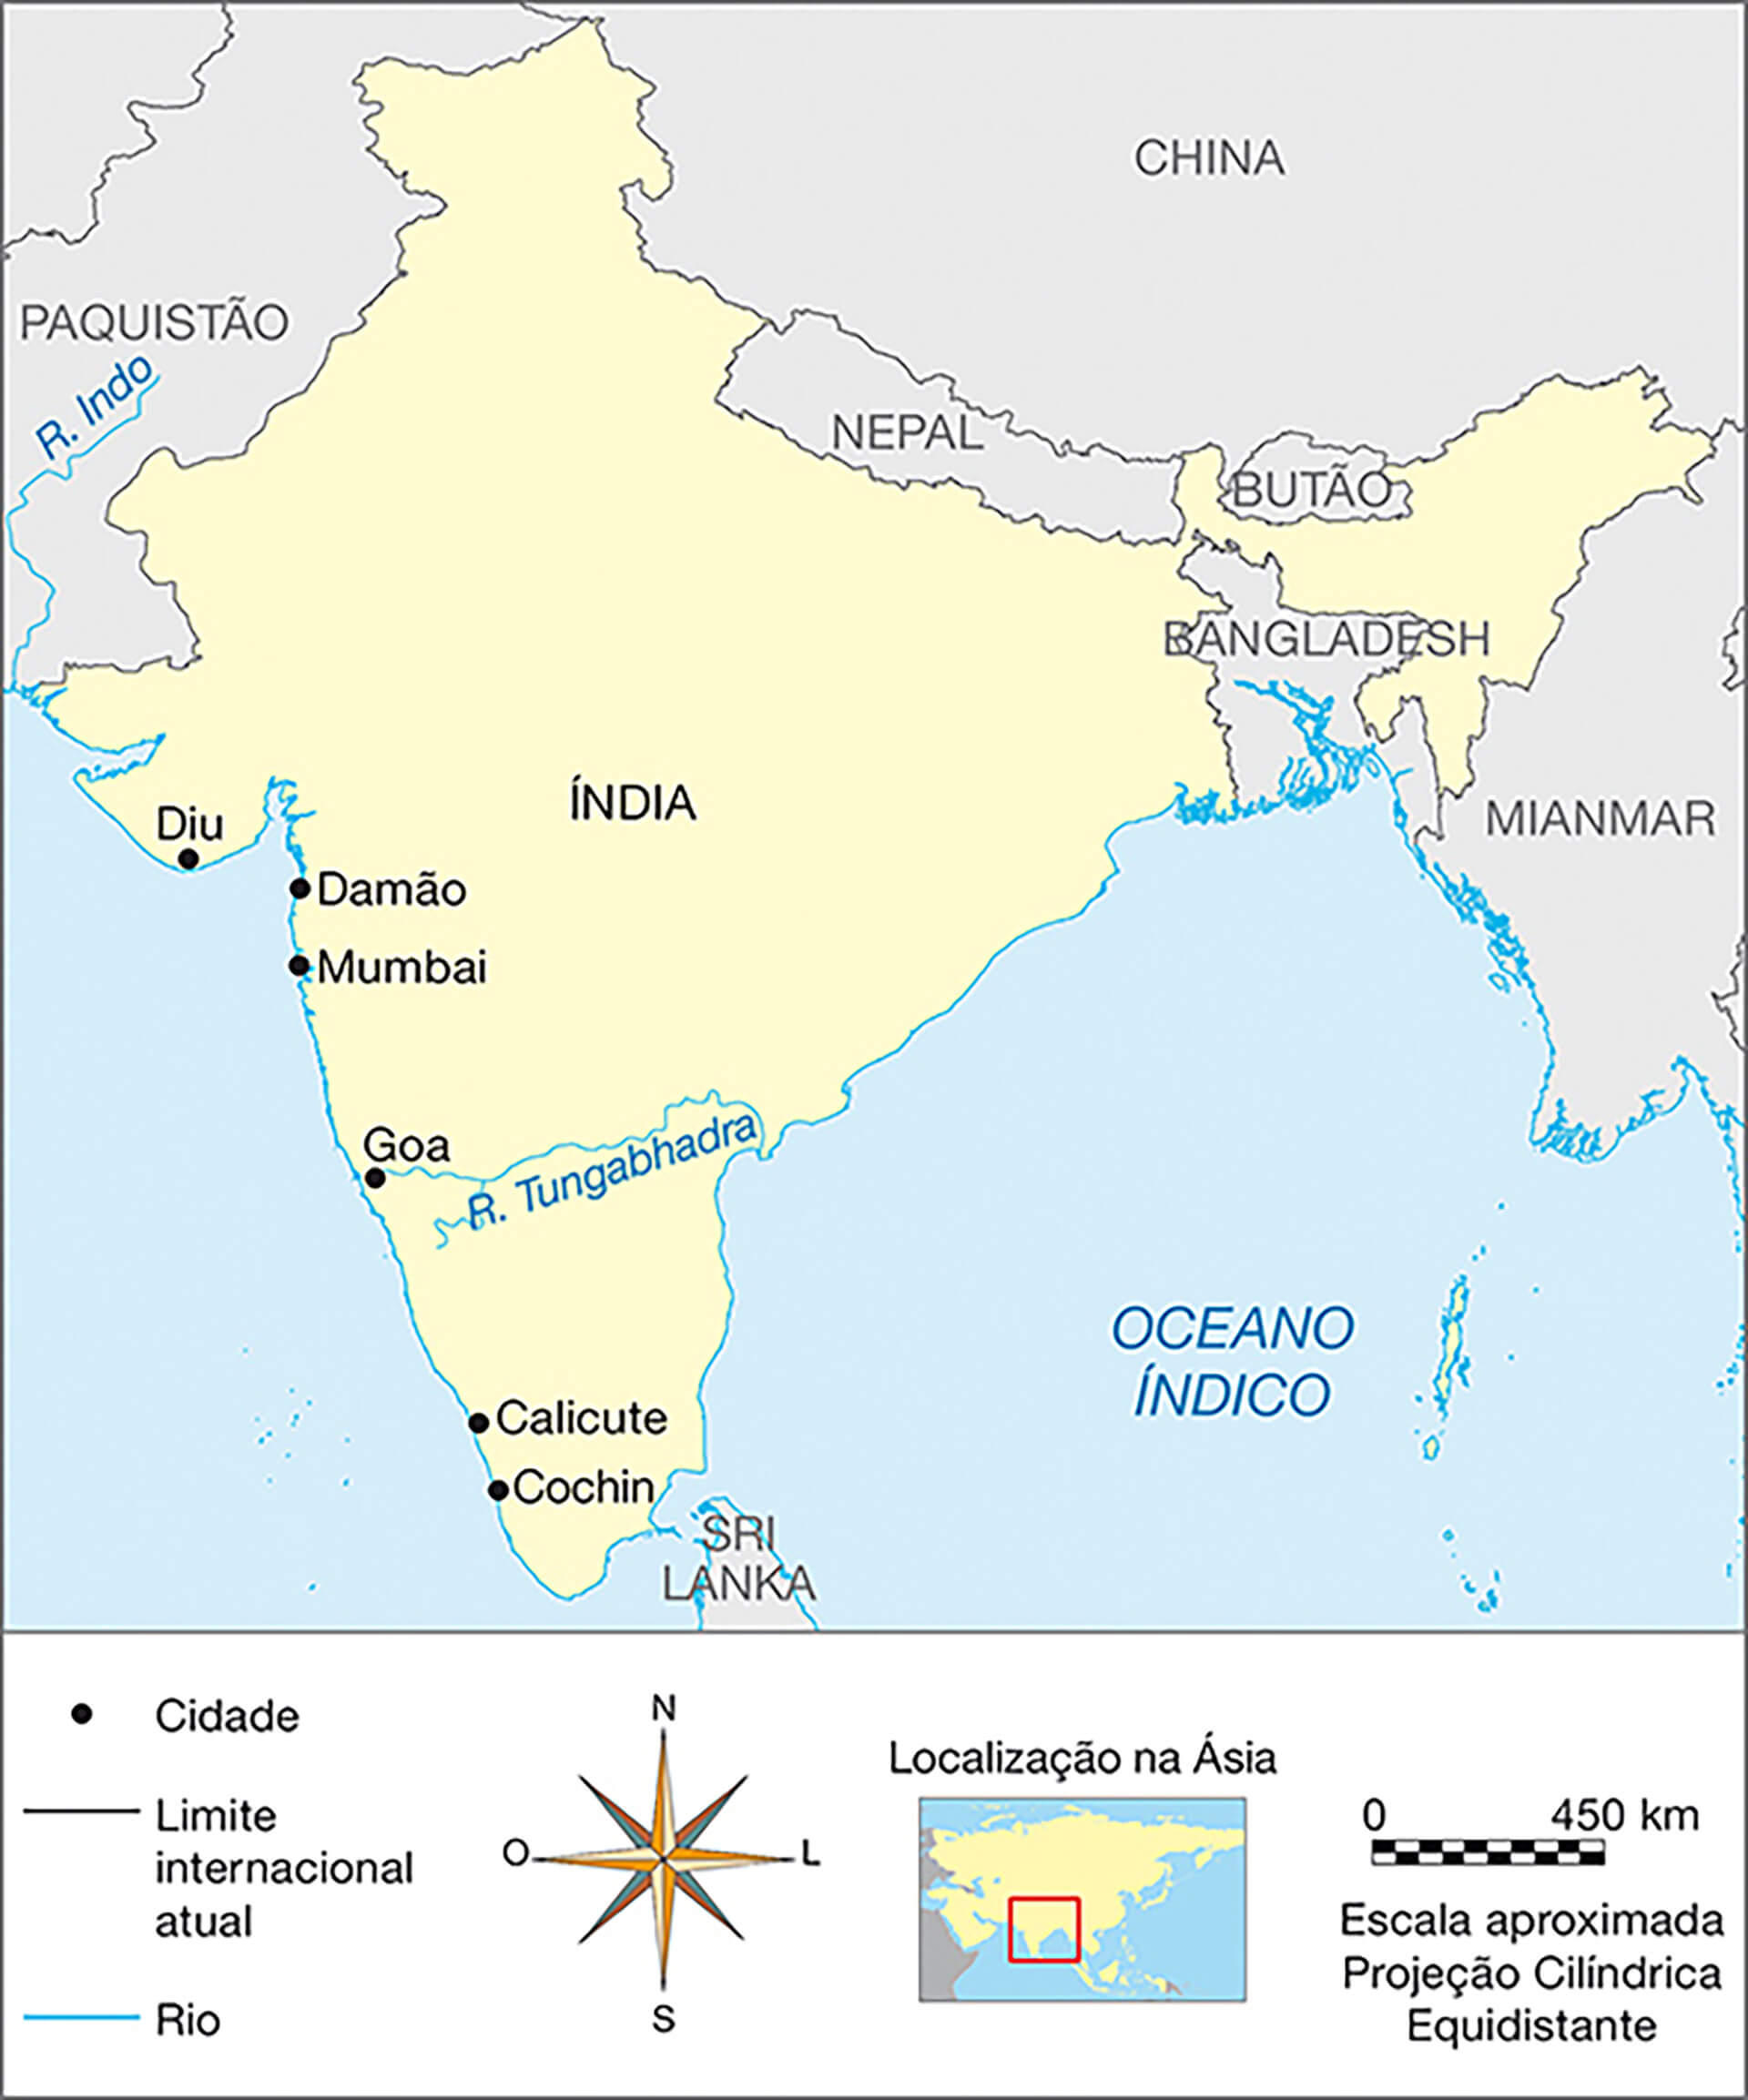 CHINA
PAQUISTÃO
R. Indo
NEPAL
BUTÃO
BANGLADESH
ÍNDIA
MIANMAR
Diu
Damão
Mumbai
Goa
R. Tungabhadra
OCEANO
ÍNDICO
Calicute
Cochin
SRI
LANKA
Cidade
Limite
internacional
atual
Rio
N
O
L
S
Localização na Ásia
0 450 km
Escala aproximada
Projeção Cilíndrica
Equidistante